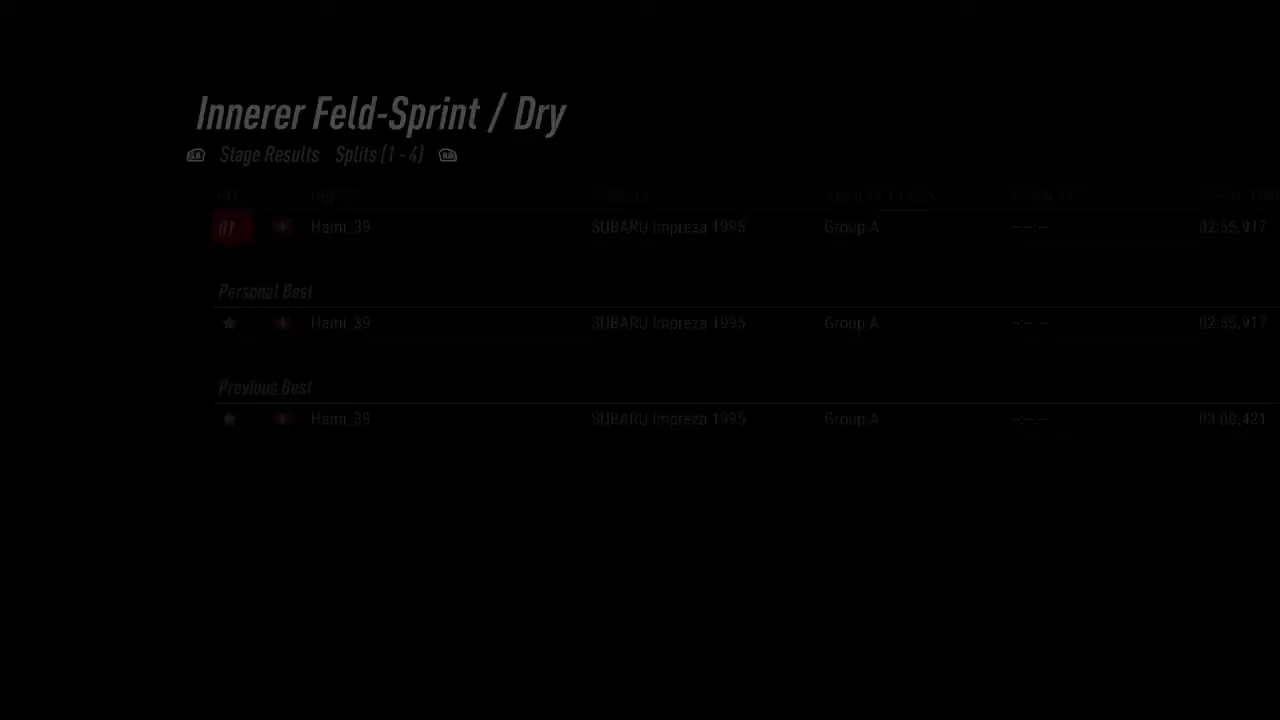 Innerer Feld-Sprint / Dry
LB Stage Results Splits (1 - 4) RB
01 Hami_39 SUBARU Impreza 1995 Group A --:--.--- 02:55.917
Personal Best
Hami_39 SUBARU Impreza 1995 Group A --:--.--- 02:55.917
Previous Best
Hami_39 SUBARU Impreza 1995 Group A --:--.--- 03:00.421